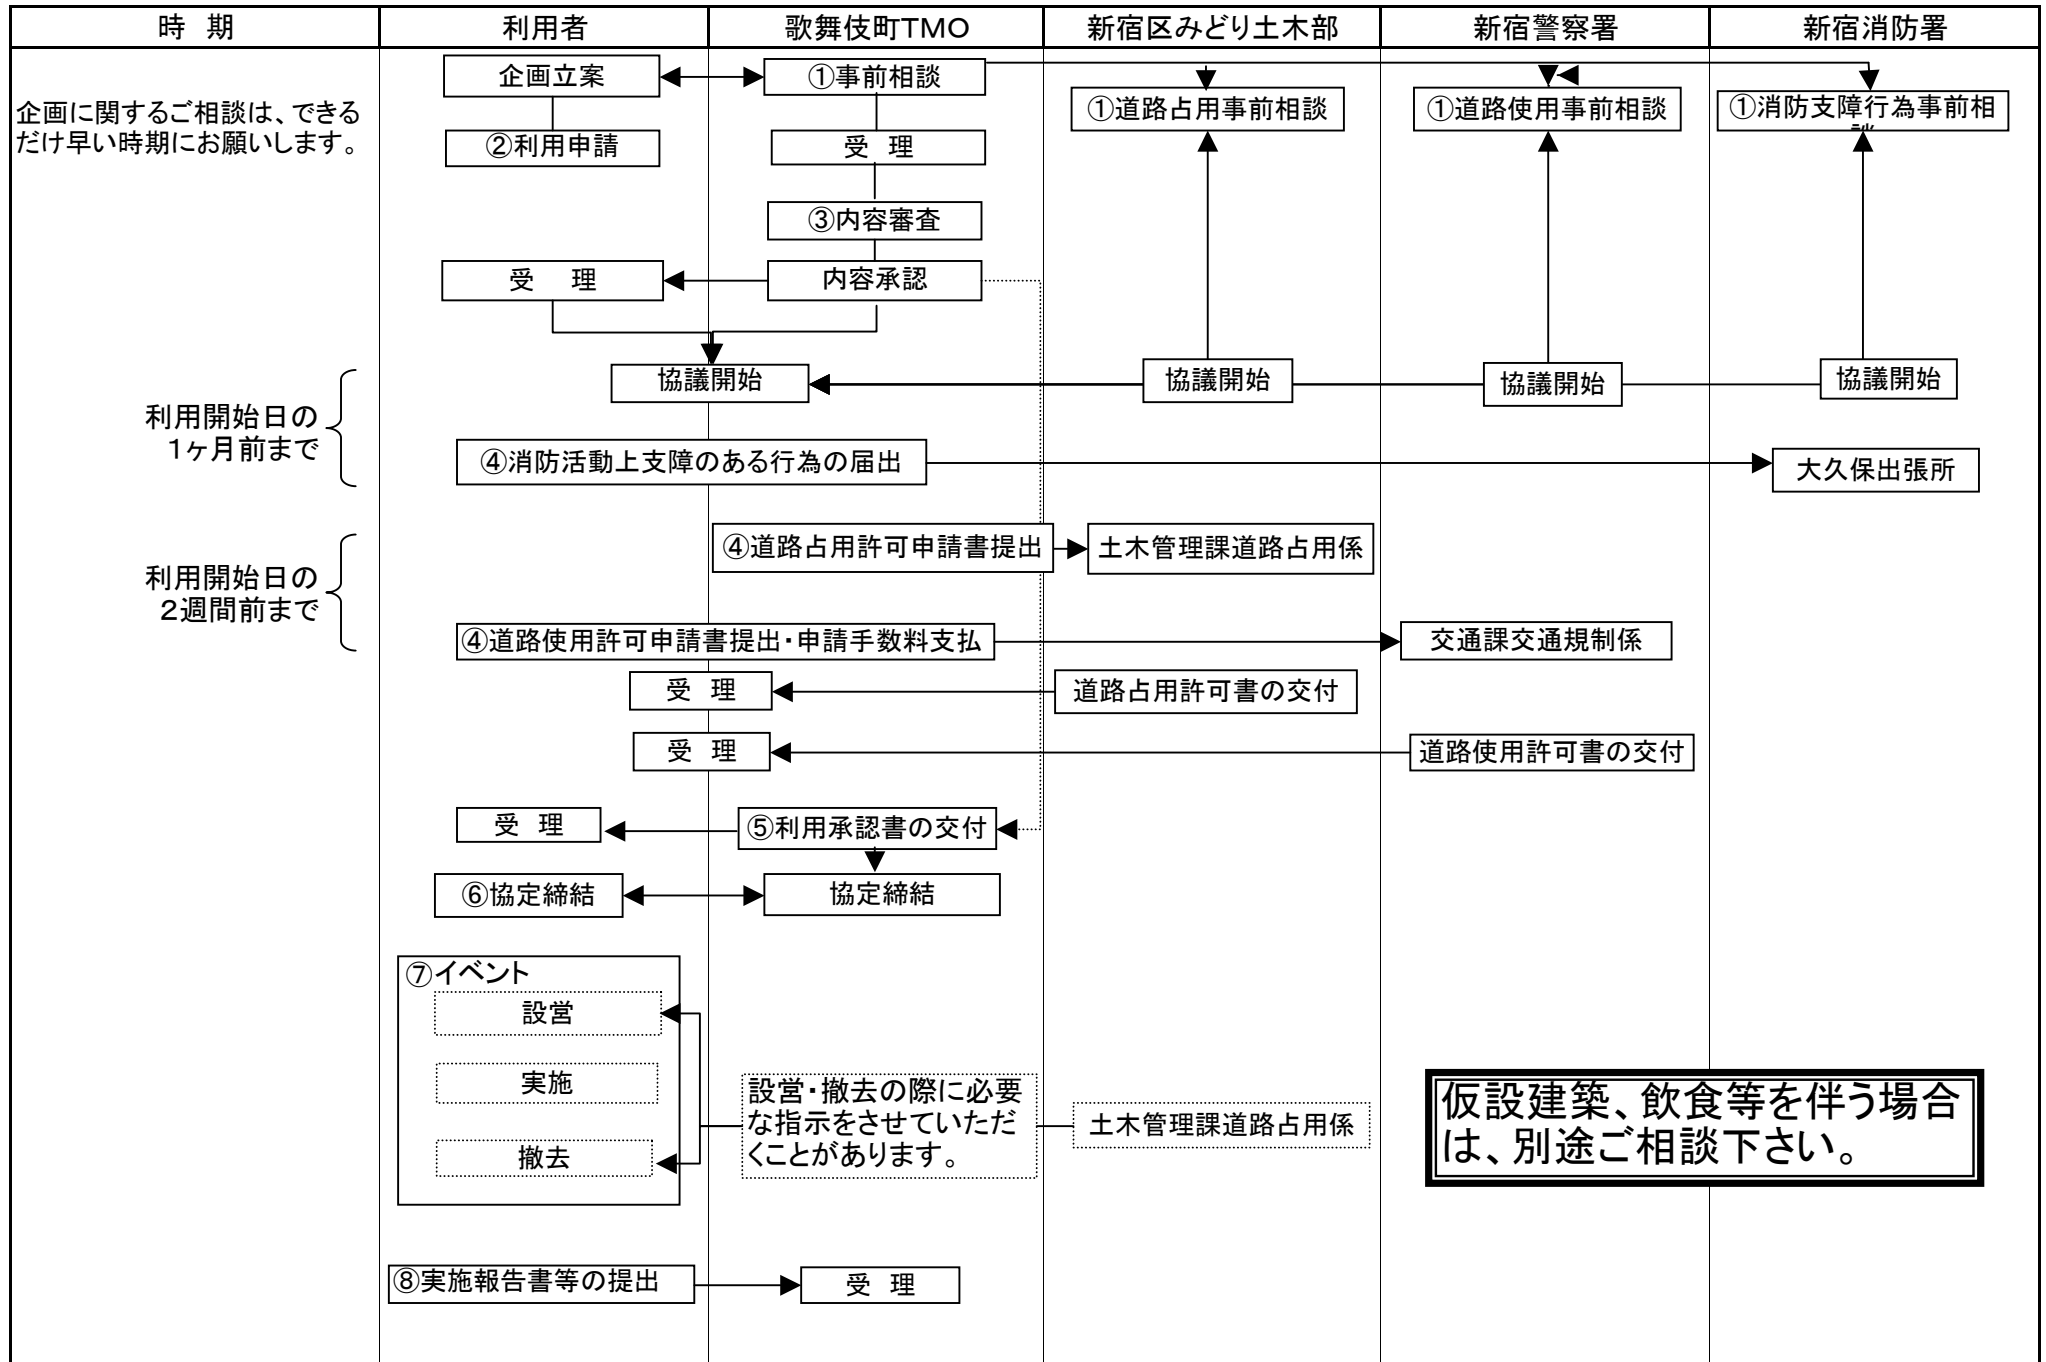 時 期
利用者
歌舞伎町TMO
新宿区みどり土木部
新宿警察署
新宿消防署
企画立案
①事前相談
①道路占用事前相談
①道路使用事前相談
①消防支障行為事前相
企画に関するご相談は、できる
だけ早い時期にお願いします。
②利用申請
受 理
③内容審査
受 理
内容承認
協議開始
協議開始
協議開始
協議開始
利用開始日の
1ヶ月前まで
④消防活動上支障のある行為の届出
大久保出張所
④道路占用許可申請書提出
土木管理課道路占用係
利用開始日の
2週間前まで
④道路使用許可申請書提出・申請手数料支払
交通課交通規制係
受 理
道路占用許可書の交付
受 理
道路使用許可書の交付
受 理
⑤利用承認書の交付
⑥協定締結
協定締結
⑦イベント
設営
実施
撤去
設営・撤去の際に必要
な指示をさせていただ
くことがあります。
土木管理課道路占用係
仮設建築、飲食等を伴う場合
は、別途ご相談下さい。
⑧実施報告書等の提出
受 理